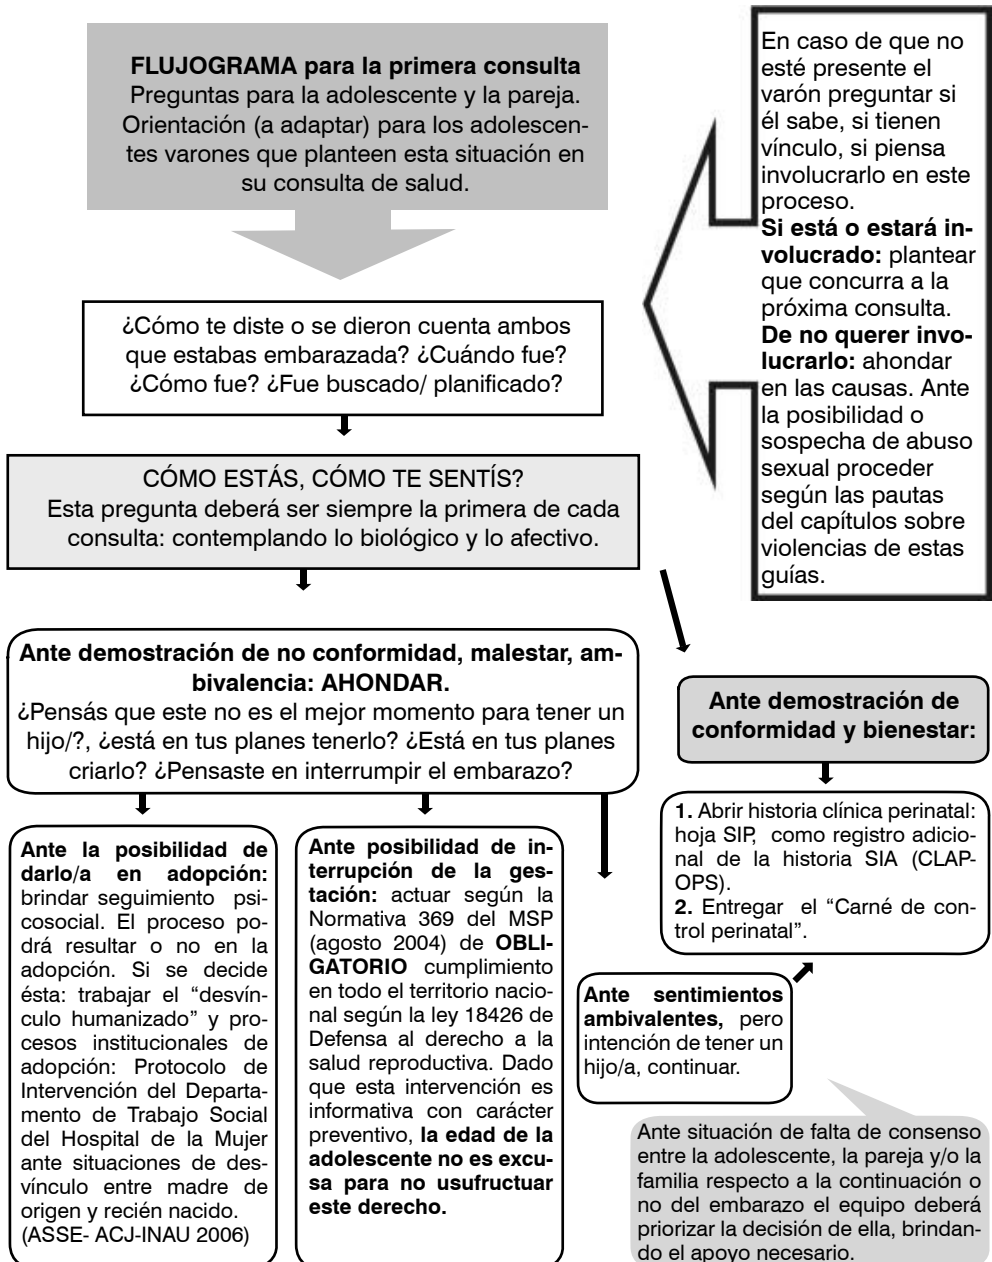 FLUJOGRAMA para la primera consulta
Preguntas para la adolescente y la pareja.
Orientación (a adaptar) para los adolescen-
tes varones que planteen esta situación en
su consulta de salud.
En caso de que no
esté presente el
varón preguntar si
él sabe, si tienen
vínculo, si piensa
involucrarlo en este
proceso.
Si está o estará in-
volucrado: plantear
que concurra a la
próxima consulta.
De no querer invo-
lucrarlo: ahondar
en las causas. Ante
la posibilidad o
sospecha de abuso
sexual proceder
según las pautas
del capítulos sobre
violencias de estas
guías.
¿Cómo te diste o se dieron cuenta ambos
que estabas embarazada? ¿Cuándo fue?
¿Cómo fue? ¿Fue buscado/ planificado?
CÓMO ESTÁS, CÓMO TE SENTÍS?
Esta pregunta deberá ser siempre la primera de cada
consulta: contemplando lo biológico y lo afectivo.
Ante demostración de no conformidad, malestar, am-
bivalencia: AHONDAR.
¿Pensás que este no es el mejor momento para tener un
hijo/?, ¿está en tus planes tenerlo? ¿Está en tus planes
criarlo? ¿Pensaste en interrumpir el embarazo?
Ante demostración de
conformidad y bienestar:
1. Abrir historia clínica perinatal:
hoja SIP, como registro adicio-
nal de la historia SIA (CLAP-
OPS).
2. Entregar el “Carné de con-
trol perinatal”.
Ante la posibilidad de
darlo/a en adopción:
brindar seguimiento psi-
cosocial. El proceso po-
drá resultar o no en la
adopción. Si se decide
ésta: trabajar el “desvín-
culo humanizado” y pro-
cesos institucionales de
adopción: Protocolo de
Intervención del Departa-
mento de Trabajo Social
del Hospital de la Mujer
ante situaciones de des-
vínculo entre madre de
origen y recién nacido.
(ASSE- ACJ-INAU 2006)
Ante posibilidad de in-
terrupción de la ges-
tación: actuar según la
Normativa 369 del MSP
(agosto 2004) de OBLI-
GATORIO cumplimiento
en todo el territorio nacio-
nal según la ley 18426 de
Defensa al derecho a la
salud reproductiva. Dado
que esta intervención es
informativa con carácter
preventivo, la edad de la
adolescente no es excu-
sa para no usufructuar
este derecho.
Ante sentimientos
ambivalentes, pero
intención de tener un
hijo/a, continuar.
Ante situación de falta de consenso
entre la adolescente, la pareja y/o la
familia respecto a la continuación o
no del embarazo el equipo deberá
priorizar la decisión de ella, brindan-
do el apoyo necesario.